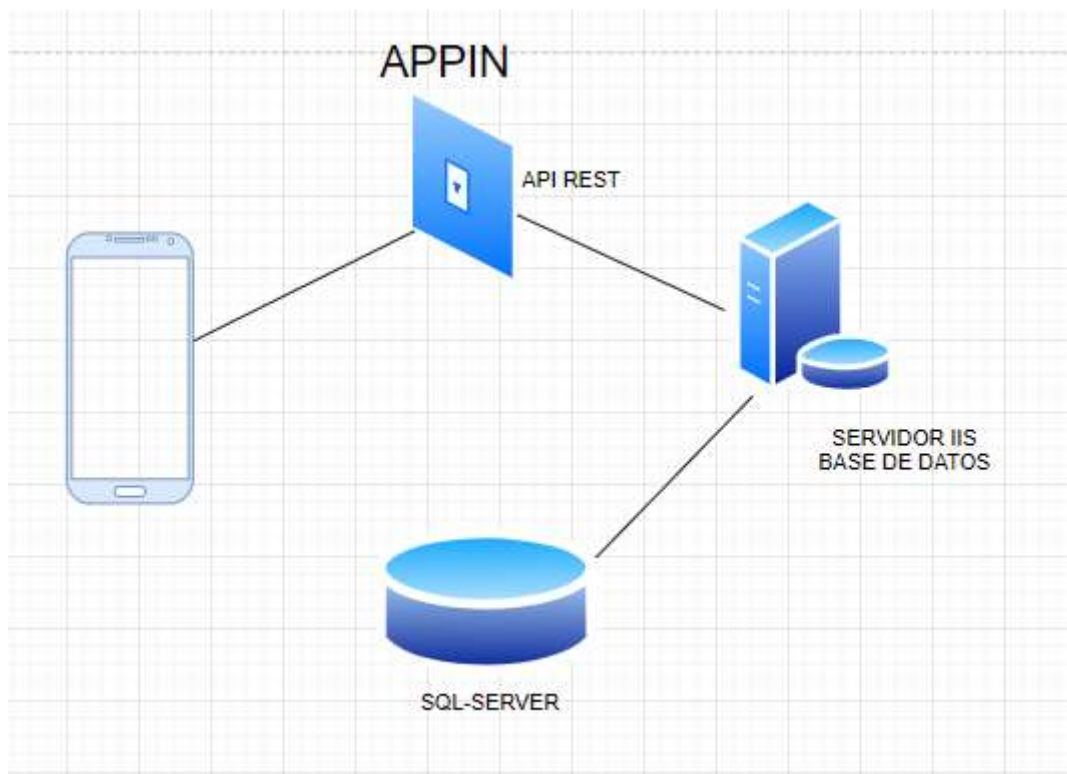 APPIN
API REST
SERVIDOR IIS
BASE DE DATOS
SQL-SERVER